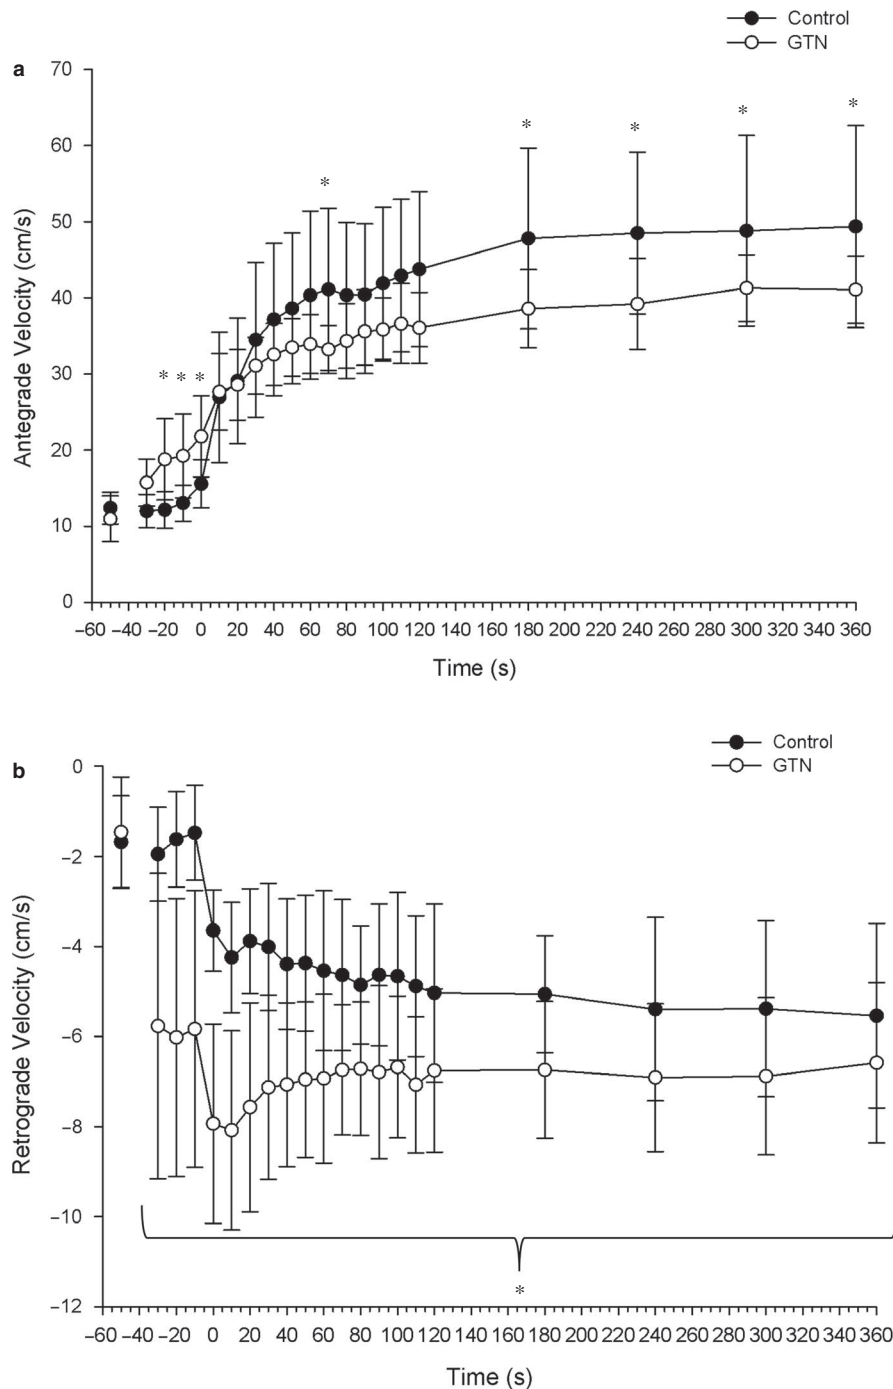 Control
GTN
a
70
60
50
40
30
20
10
0
Antegrade Velocity (cm/s)
* * * * * * * *
−60 −40 −20 0 20 40 60 80 100 120 140 160 180 200 220 240 260 280 300 320 340 360
Time (s)
Control
GTN
b
0
−2
−4
−6
−8
−10
−12
Retrograde Velocity (cm/s)
*
−60 −40 −20 0 20 40 60 80 100 120 140 160 180 200 220 240 260 280 300 320 340 360
Time (s)